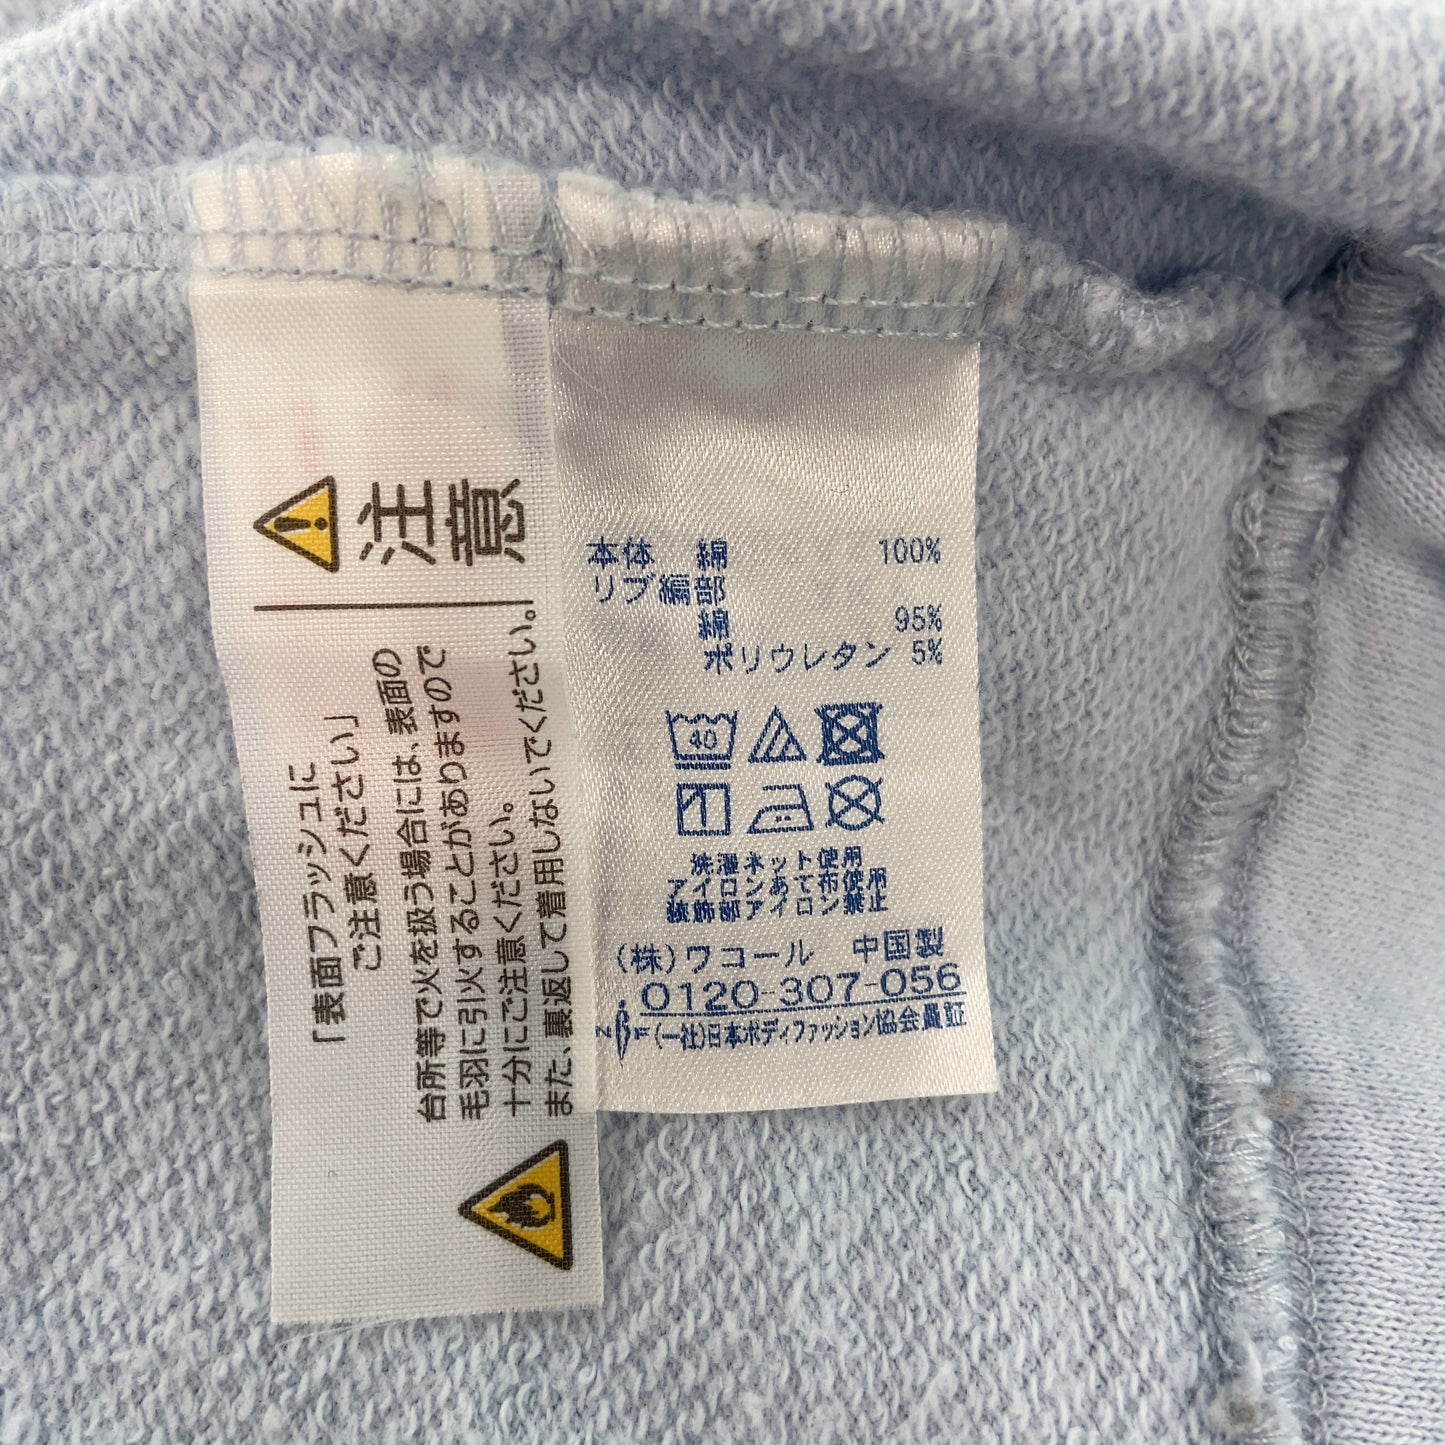 注意
「表面フラッシュに
ご注意ください」
台所等で火を扱う場合には、表面の
毛羽に引火することがありますので
十分にご注意ください。
また、裏返して着用しないでください。
本体 綿 100%
リブ編部
綿 95%
ポリウレタン 5%
40
洗濯ネット使用
アイロンあて布使用
装飾部アイロン禁止
(株)ワコール 中国製
0120-307-056
(一社)日本ボディファッション協会員証